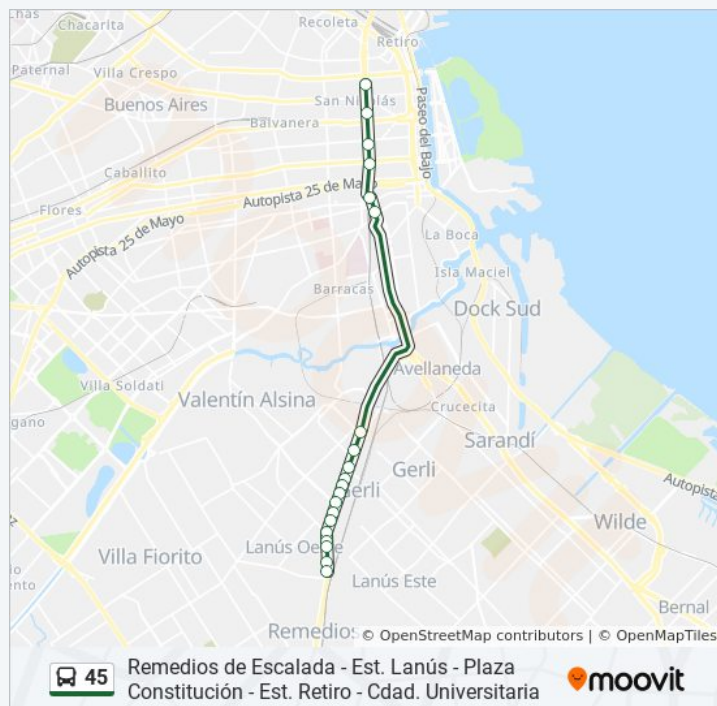 Chacarita
Recoleta
Retiro
Paternal
Villa Crespo
San Nicolás
Buenos Aires
Balvanera
Paseo del Bajo
Caballito
Flores
Autopista 25 de Mayo
Autopista 25 de Mayo
La Boca
Isla Maciel
Barracas
Dock Sud
Avellaneda
Villa Soldati
Valentín Alsina
Crucecita
Sarandí
Gerli
Autopista
Wilde
Villa Fiorito
Lanús Oeste
Lanús Este
Bernal
Remedios
© OpenStreetMap contributors | © OpenMapTiles
45
Remedios de Escalada - Est. Lanús - Plaza
Constitución - Est. Retiro - Cdad. Universitaria
moovit